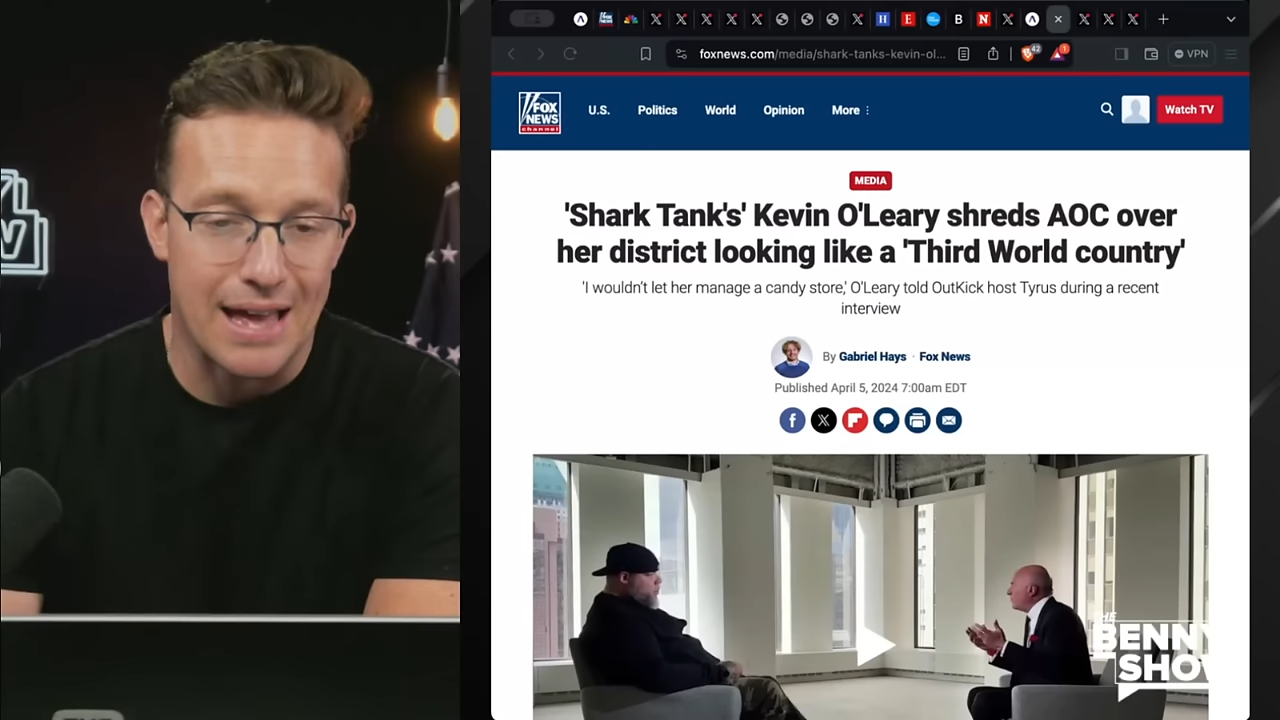 foxnews.com/media/shark-tanks-kevin-ol...
42
1
VPN
FOX
NEWS
channel
U.S.
Politics
World
Opinion
More
Watch TV
MEDIA
'Shark Tank's' Kevin O'Leary shreds AOC over
her district looking like a 'Third World country'
'I wouldn't let her manage a candy store,' O'Leary told OutKick host Tyrus during a recent
interview
By Gabriel Hays · Fox News
Published April 5, 2024 7:00am EDT
THE
BENNY
SHOW